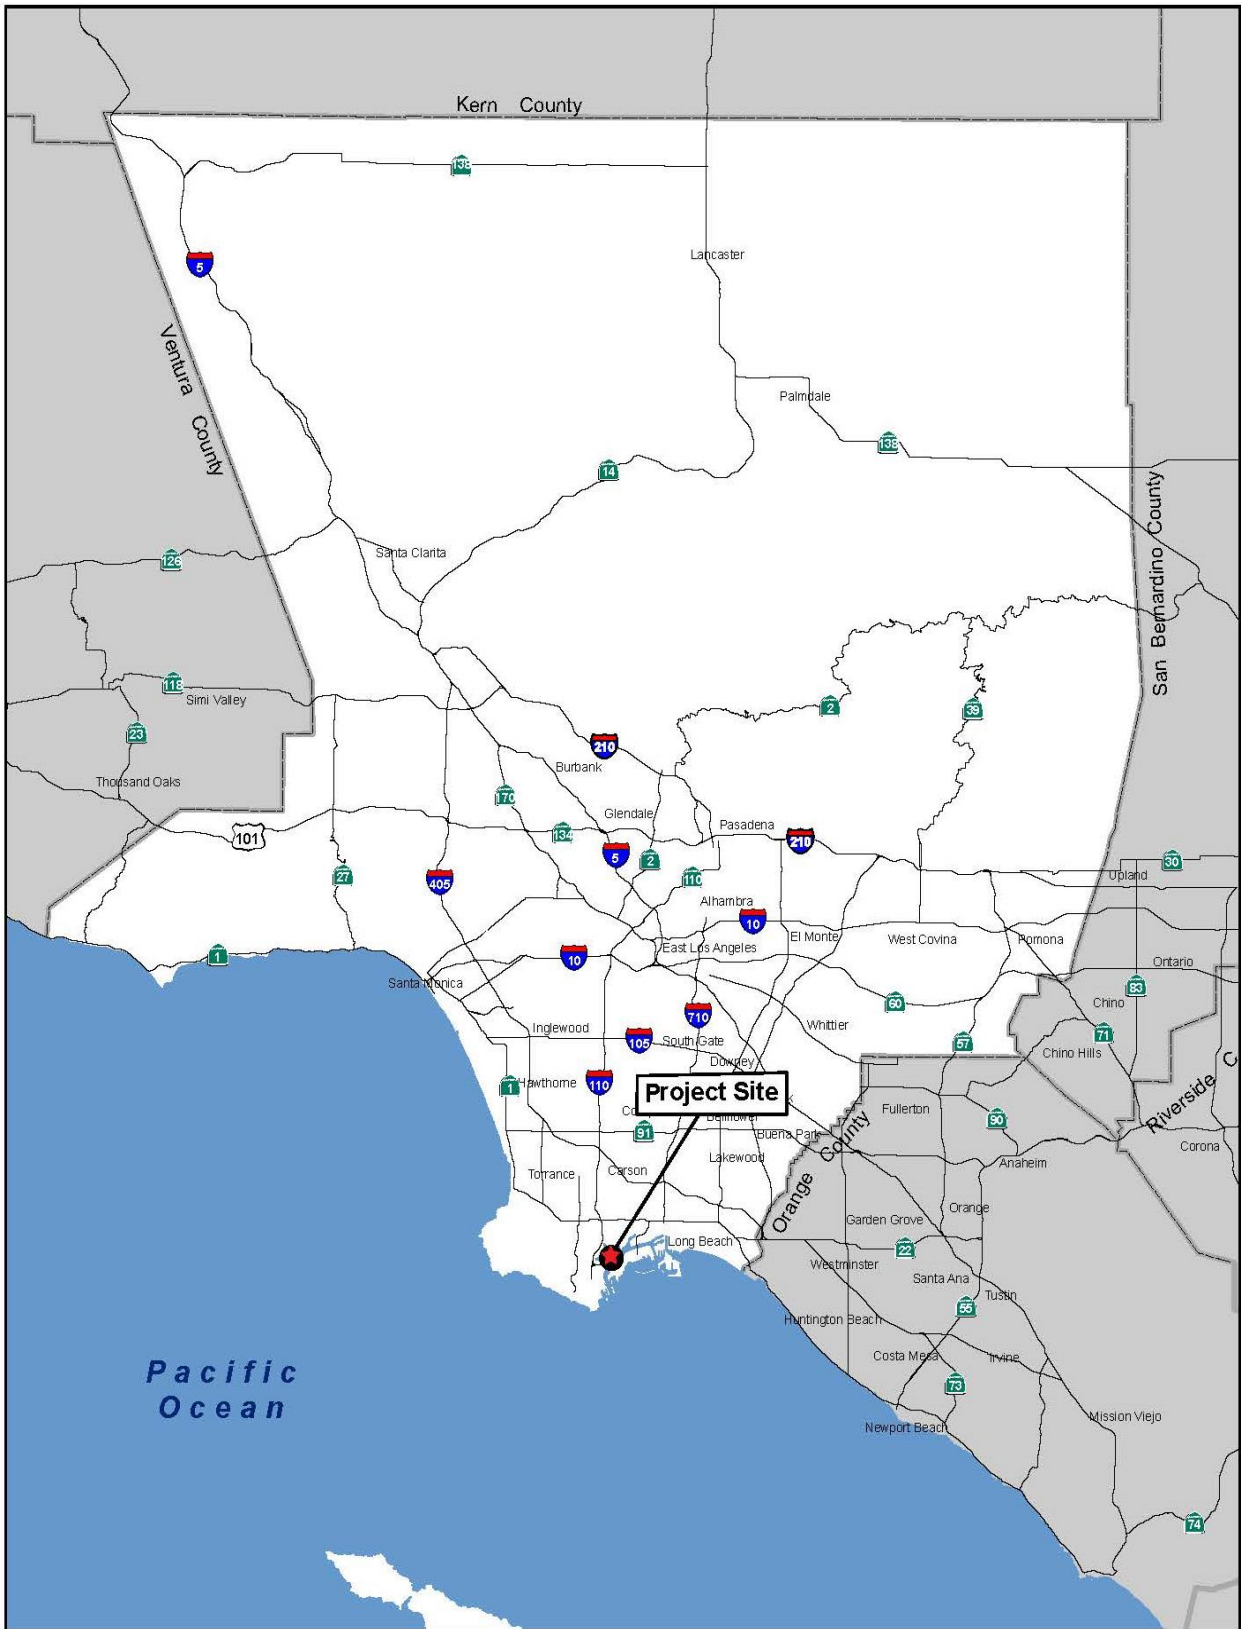 Kern County
138
5
Lancaster
Ventura County
Palmdale
138
14
San Bernardino County
Santa Clarita
126
118
Simi Valley
2
39
23
210
Burbank
Thousand Oaks
170
Glendale
Pasadena
101
134
210
5
2
30
27
405
110
Upland
Alhambra
10
El Monte
West Covina
Pomona
East Los Angeles
1
10
Ontario
Santa Monica
83
60
Chino
710
Inglewood
Whittier
71
105
South Gate
57
Chino Hills
Downey
Riverside C
1
Hawthorne
110
Project Site
Fullerton
90
91
Buena Park
Orange County
Corona
Lakewood
Anaheim
Torrance
Carson
Orange
Garden Grove
Long Beach
22
Westminster
Santa Ana
Tustin
55
Huntington Beach
Costa Mesa
Irvine
Pacific
Ocean
73
Mission Viejo
Newport Beach
74